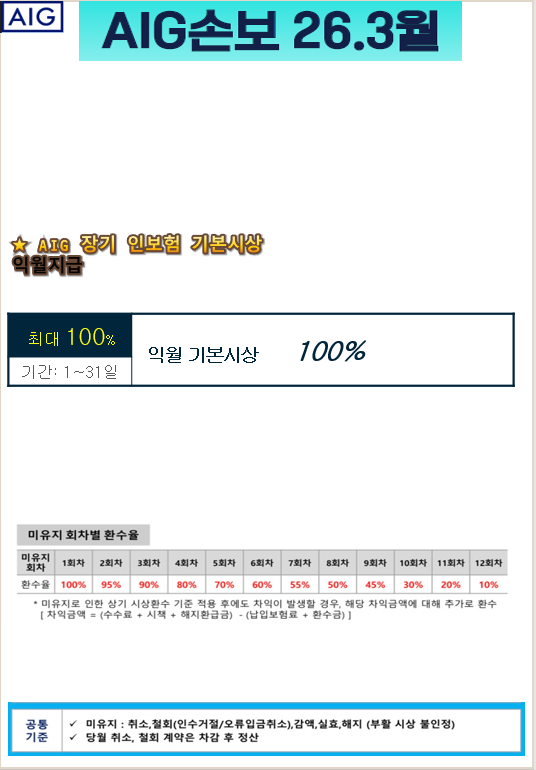 AIG
AIG손보 26.3월
★ AIG 장기 인보험 기본시상
익월지급
최대 100%
기간: 1~31일
익월 기본시상 100%
미유지 회차별 환수율
미유지 회차 1회차 2회차 3회차 4회차 5회차 6회차 7회차 8회차 9회차 10회차 11회차 12회차
환수율 100% 95% 90% 80% 70% 60% 55% 50% 45% 30% 20% 10%
* 미유지로 인한 상기 시상환수 기준 적용 후에도 차익이 발생할 경우, 해당 차익금액에 대해 추가로 환수
[ 차익금액 = (수수료 + 시책 + 해지환급금) - (납입보험료 + 환수금) ]
공통 기준
✓ 미유지 : 취소,철회(인수거절/오류입금취소),감액,실효,해지 (부활 시상 불인정)
✓ 당월 취소, 철회 계약은 차감 후 정산